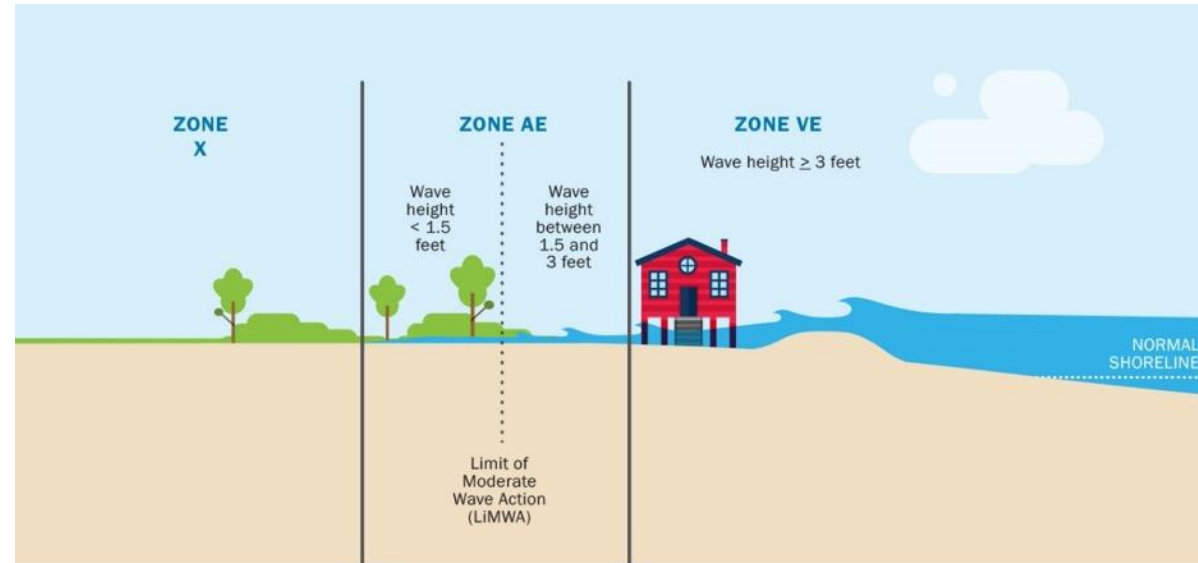 ZONE
X
ZONE AE
ZONE VE
Wave height ≥ 3 feet
Wave
height
< 1.5
feet
Wave
height
between
1.5 and
3 feet
NORMAL
SHORELINE
Limit of
Moderate
Wave Action
(LiMWA)